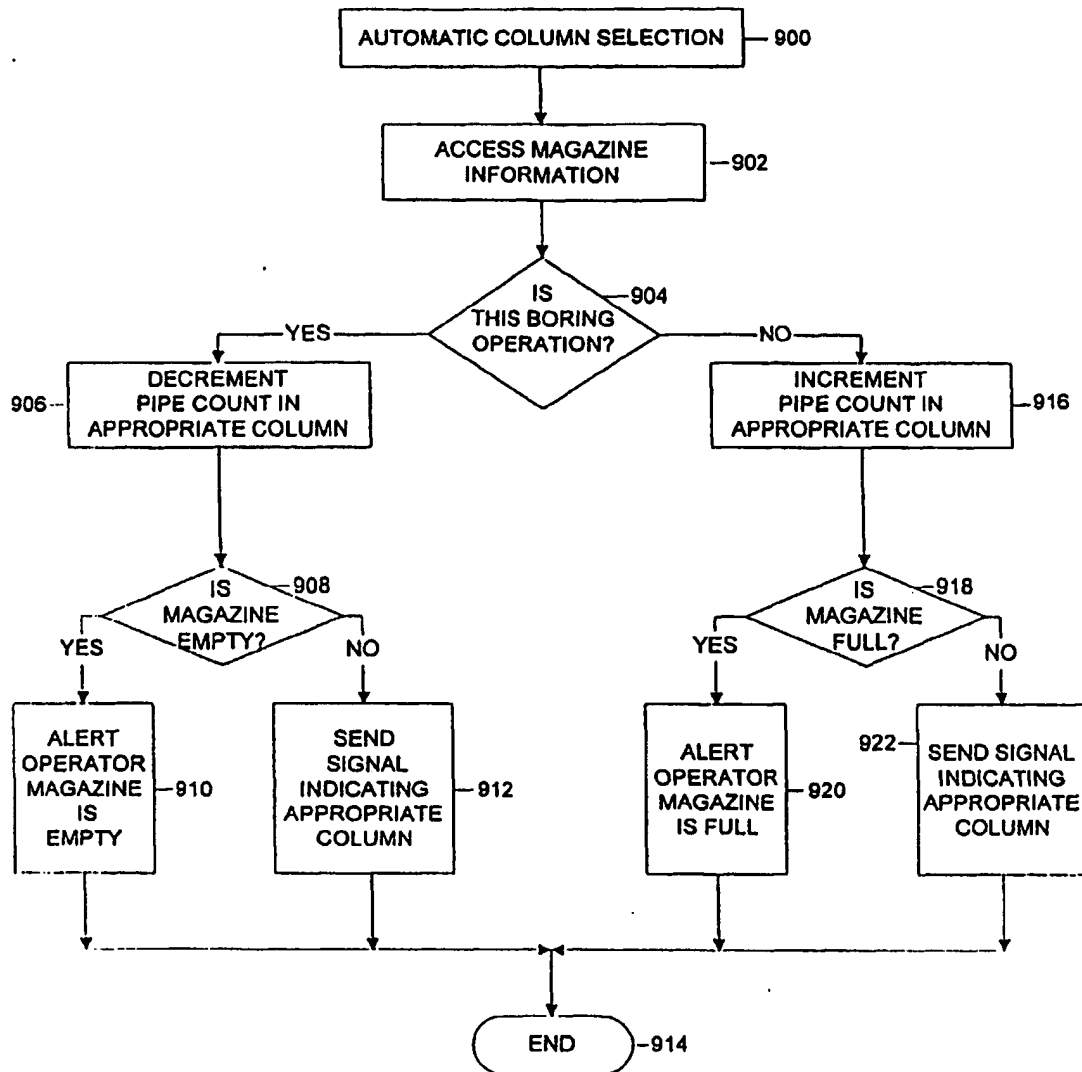 AUTOMATIC COLUMN SELECTION
900
ACCESS MAGAZINE
INFORMATION
902
IS
THIS BORING
OPERATION?
904
YES
NO
DECREMENT
PIPE COUNT IN
APPROPRIATE COLUMN
906
INCREMENT
PIPE COUNT IN
APPROPRIATE COLUMN
916
IS
MAGAZINE
EMPTY?
908
YES
NO
IS
MAGAZINE
FULL?
918
YES
NO
ALERT
OPERATOR
MAGAZINE
IS
EMPTY
910
SEND
SIGNAL
INDICATING
APPROPRIATE
COLUMN
912
ALERT
OPERATOR
MAGAZINE
IS FULL
920
922
SEND SIGNAL
INDICATING
APPROPRIATE
COLUMN
END
914